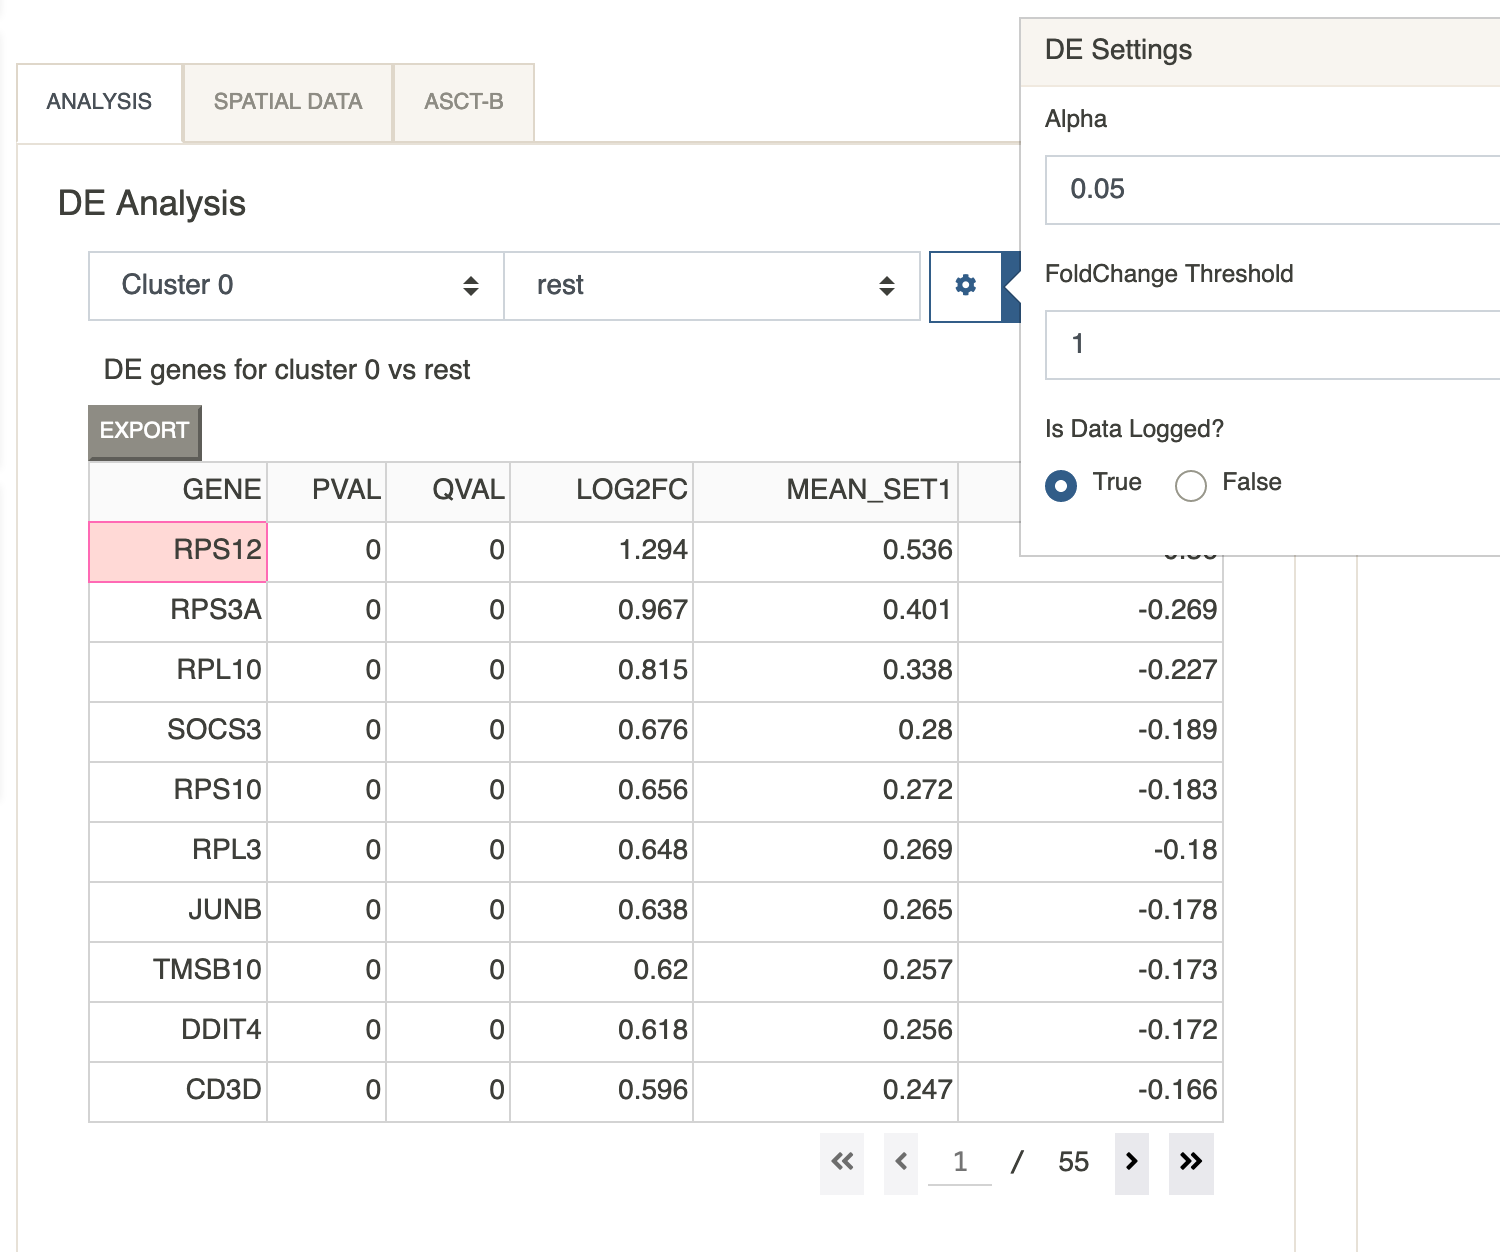 DE Settings
ANALYSIS SPATIAL DATA ASCT-B
Alpha
0.05
DE Analysis
FoldChange Threshold
Cluster 0 rest
1
DE genes for cluster 0 vs rest
Is Data Logged?
EXPORT
True False
GENE PVAL QVAL LOG2FC MEAN_SET1
RPS12 0 0 1.294 0.536
RPS3A 0 0 0.967 0.401 -0.269
RPL10 0 0 0.815 0.338 -0.227
SOCS3 0 0 0.676 0.28 -0.189
RPS10 0 0 0.656 0.272 -0.183
RPL3 0 0 0.648 0.269 -0.18
JUNB 0 0 0.638 0.265 -0.178
TMSB10 0 0 0.62 0.257 -0.173
DDIT4 0 0 0.618 0.256 -0.172
CD3D 0 0 0.596 0.247 -0.166
1 / 55